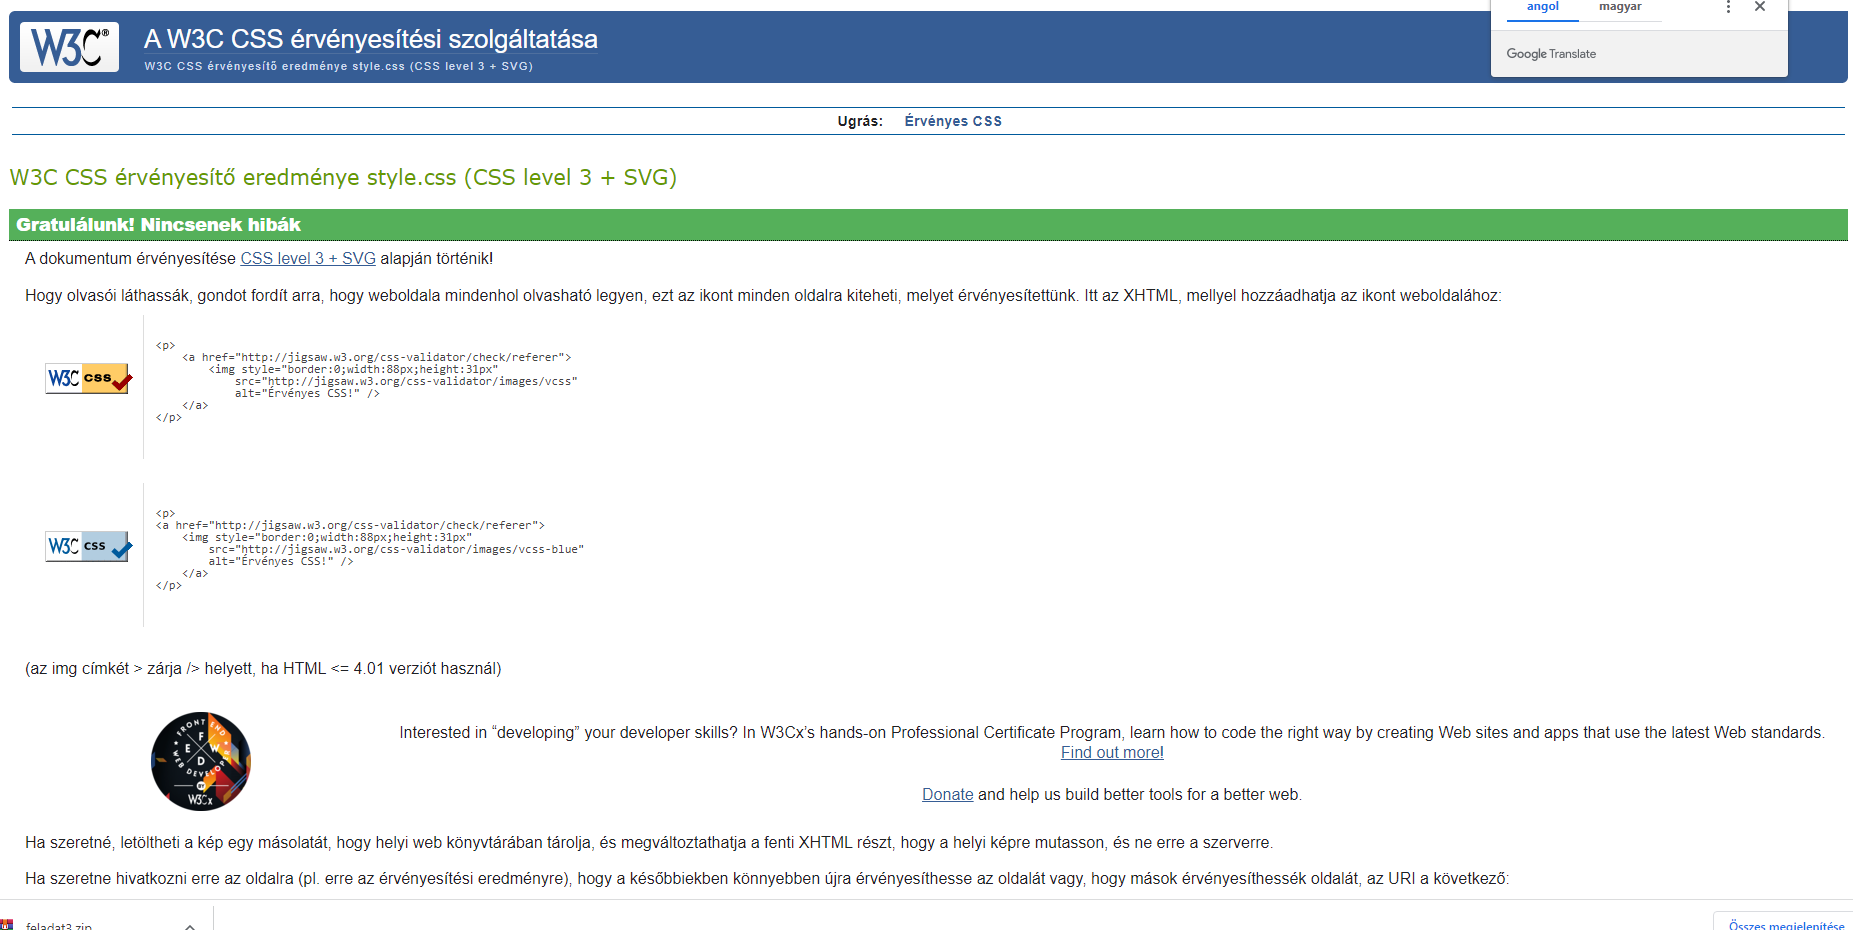 angol magyar
Google Translate
W3C®
A W3C CSS érvényesítési szolgáltatása
W3C CSS érvényesítő eredménye style.css (CSS level 3 + SVG)
Ugrás: Érvényes CSS
W3C CSS érvényesítő eredménye style.css (CSS level 3 + SVG)
Gratulálunk! Nincsenek hibák
A dokumentum érvényesítése CSS level 3 + SVG alapján történik!
Hogy olvasói láthassák, gondot fordít arra, hogy weboldala mindenhol olvasható legyen, ezt az ikont minden oldalra kiteheti, melyet érvényesítettünk. Itt az XHTML, mellyel hozzáadhatja az ikont weboldalához:
W3C css
<p>
<a href="http://jigsaw.w3.org/css-validator/check/referer">
<img style="border:0;width:88px;height:31px"
src="http://jigsaw.w3.org/css-validator/images/vcss"
alt="Érvényes CSS!" />
</a>
</p>
W3C css
<p>
<a href="http://jigsaw.w3.org/css-validator/check/referer">
<img style="border:0;width:88px;height:31px"
src="http://jigsaw.w3.org/css-validator/images/vcss-blue"
alt="Érvényes CSS!" />
</a>
</p>
(az img címkét > zárja /> helyett, ha HTML <= 4.01 verziót használ)
FRONT END
E F W D
WEB DEVELOPER
BY
W3Cx
Interested in “developing” your developer skills? In W3Cx’s hands-on Professional Certificate Program, learn how to code the right way by creating Web sites and apps that use the latest Web standards.
Find out more!
Donate and help us build better tools for a better web.
Ha szeretné, letöltheti a kép egy másolatát, hogy helyi web könyvtárában tárolja, és megváltoztathatja a fenti XHTML részt, hogy a helyi képre mutasson, és ne erre a szerverre.
Ha szeretne hivatkozni erre az oldalra (pl. erre az érvényesítési eredményre), hogy a későbbiekben könnyebben újra érvényesíthesse az oldalát vagy, hogy mások érvényesíthessék oldalát, az URI a következő:
feladat3.zip
Összes megjelenítése